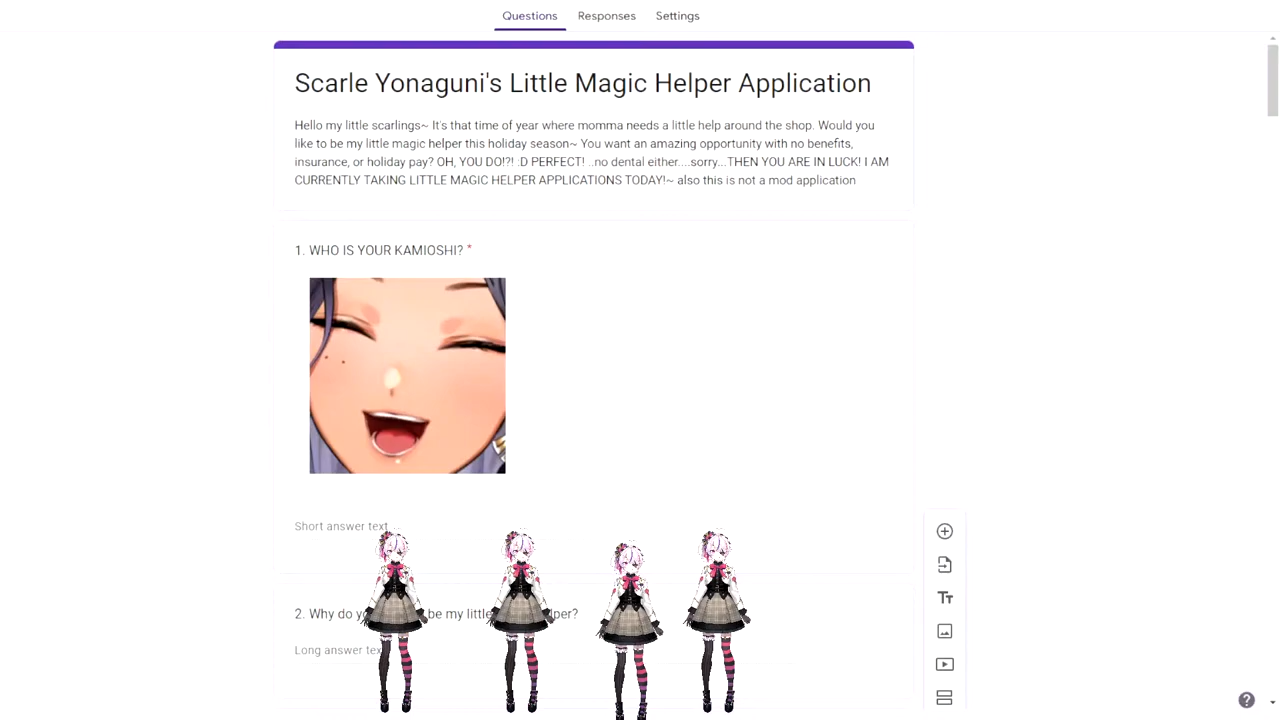 Questions Responses Settings
Scarle Yonaguni's Little Magic Helper Application
Hello my little scarlings~ It's that time of year where momma needs a little help around the shop. Would you
like to be my little magic helper this holiday season~ You want an amazing opportunity with no benefits,
insurance, or holiday pay? OH, YOU DO!?! :D PERFECT! ..no dental either....sorry...THEN YOU ARE IN LUCK! I AM
CURRENTLY TAKING LITTLE MAGIC HELPER APPLICATIONS TODAY!~ also this is not a mod application
1. WHO IS YOUR KAMIOSHI? *
Short answer text
2. Why do be my little helper?
Long answer text